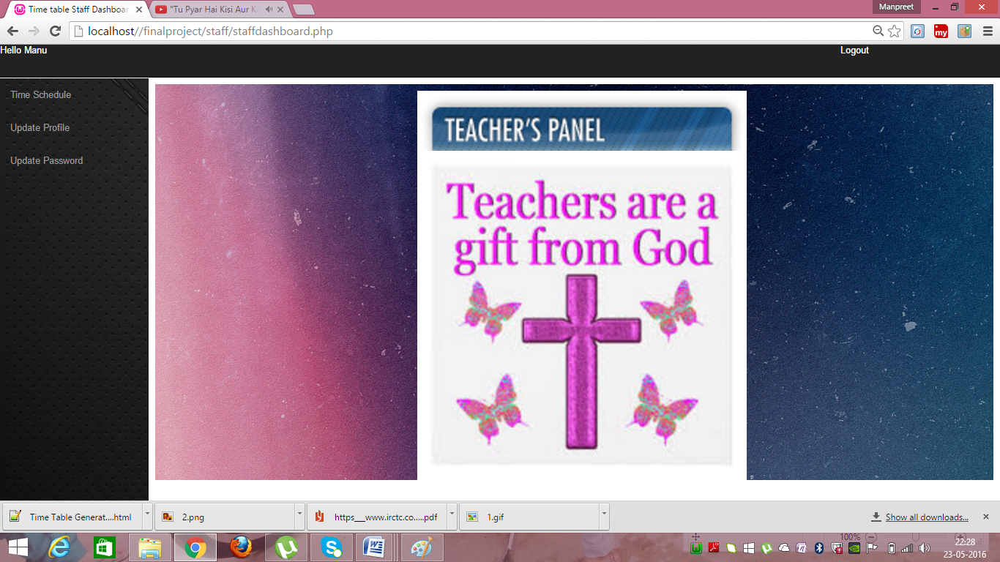 Time table Staff Dashboar
"Tu Pyar Hai Kisi Aur K
Manpreet
localhost//finalproject/staff/staffdashboard.php
my
Hello Manu
Logout
Time Schedule
Update Profile
Update Password
TEACHER'S PANEL
Teachers are a
gift from God
Time Table Generat....html
2.png
https___www.irctc.co.....pdf
1.gif
Show all downloads...
100%
22:28
23-05-2016